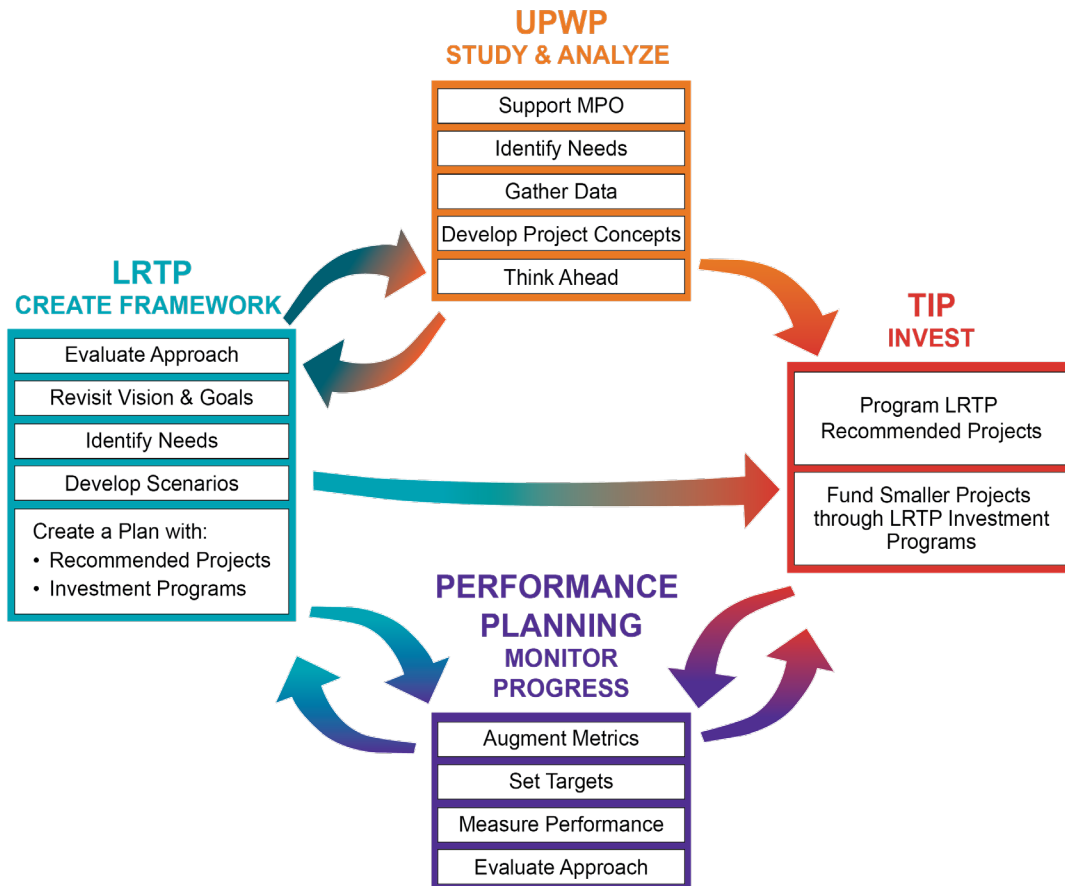 UPWP
STUDY & ANALYZE
Support MPO
Identify Needs
Gather Data
Develop Project Concepts
Think Ahead
LRTP
CREATE FRAMEWORK
Evaluate Approach
Revisit Vision & Goals
Identify Needs
Develop Scenarios
Create a Plan with:
• Recommended Projects
• Investment Programs
TIP
INVEST
Program LRTP
Recommended Projects
Fund Smaller Projects
through LRTP Investment
Programs
PERFORMANCE
PLANNING
MONITOR
PROGRESS
Augment Metrics
Set Targets
Measure Performance
Evaluate Approach